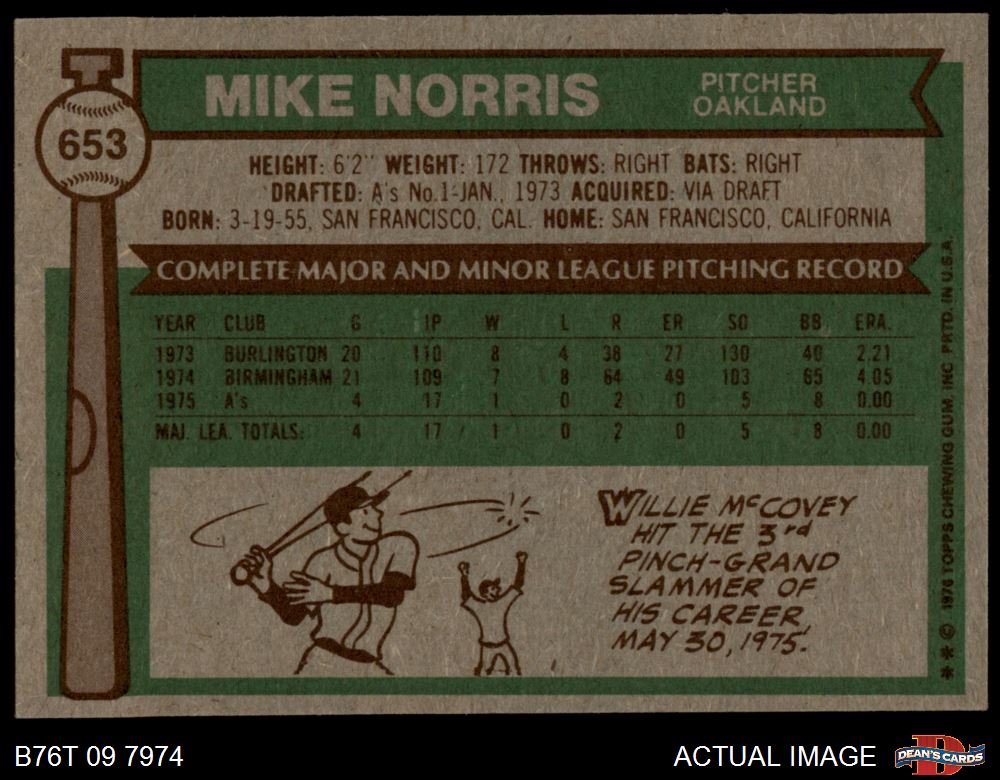 653
MIKE NORRIS
PITCHER
OAKLAND
HEIGHT: 6'2" WEIGHT: 172 THROWS: RIGHT BATS: RIGHT
DRAFTED: A's No.1-JAN., 1973 ACQUIRED: VIA DRAFT
BORN: 3-19-55, SAN FRANCISCO, CAL. HOME: SAN FRANCISCO, CALIFORNIA
COMPLETE MAJOR AND MINOR LEAGUE PITCHING RECORD
YEAR CLUB G IP W L R ER SO BB ERA.
1973 BURLINGTON 20 110 8 4 38 27 130 40 2.21
1974 BIRMINGHAM 21 109 7 8 64 49 103 65 4.05
1975 A's 4 17 1 0 2 0 5 8 0.00
MAJ. LEA. TOTALS: 4 17 1 0 2 0 5 8 0.00
WILLIE McCOVEY
HIT THE 3rd
PINCH-GRAND
SLAMMER OF
HIS CAREER,
MAY 30, 1975.
** © 1976 TOPPS CHEWING GUM, INC PRTD. IN U.S.A.
B76T 09 7974
ACTUAL IMAGE
DEAN'S CARDS